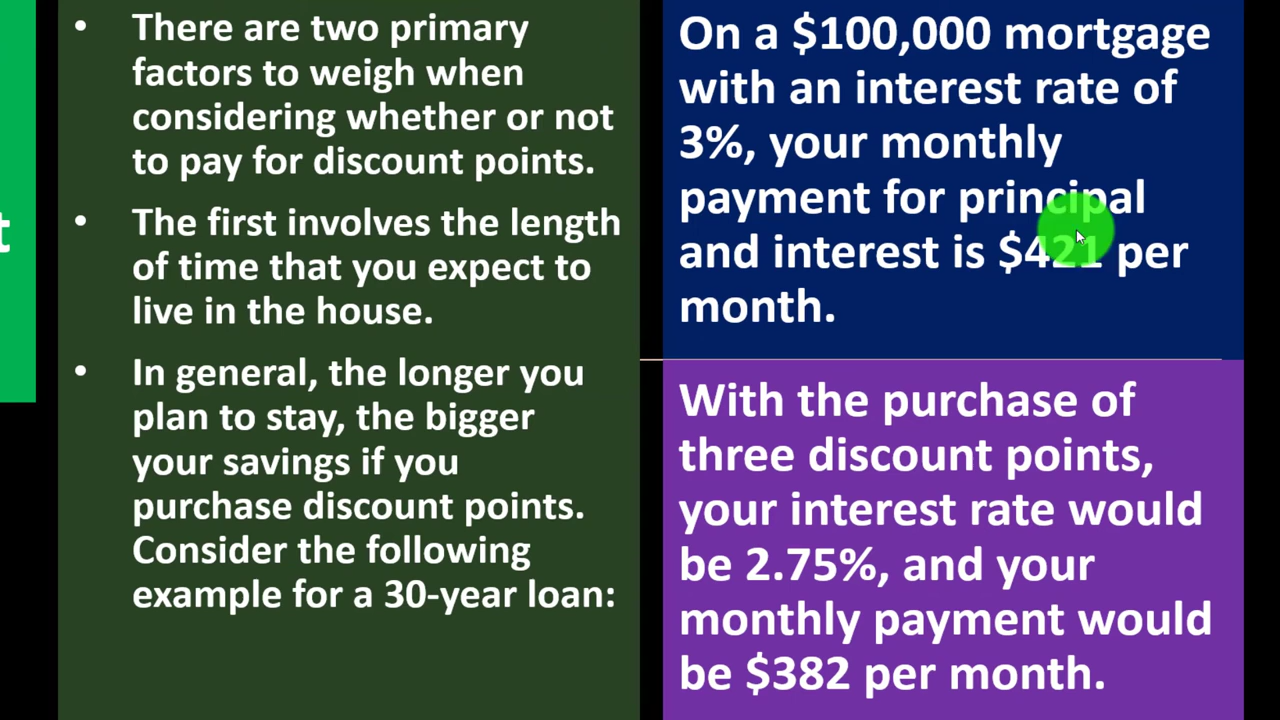 t
• There are two primary
factors to weigh when
considering whether or not
to pay for discount points.
• The first involves the length
of time that you expect to
live in the house.
• In general, the longer you
plan to stay, the bigger
your savings if you
purchase discount points.
Consider the following
example for a 30-year loan:
On a $100,000 mortgage
with an interest rate of
3%, your monthly
payment for principal
and interest is $421 per
month.
With the purchase of
three discount points,
your interest rate would
be 2.75%, and your
monthly payment would
be $382 per month.